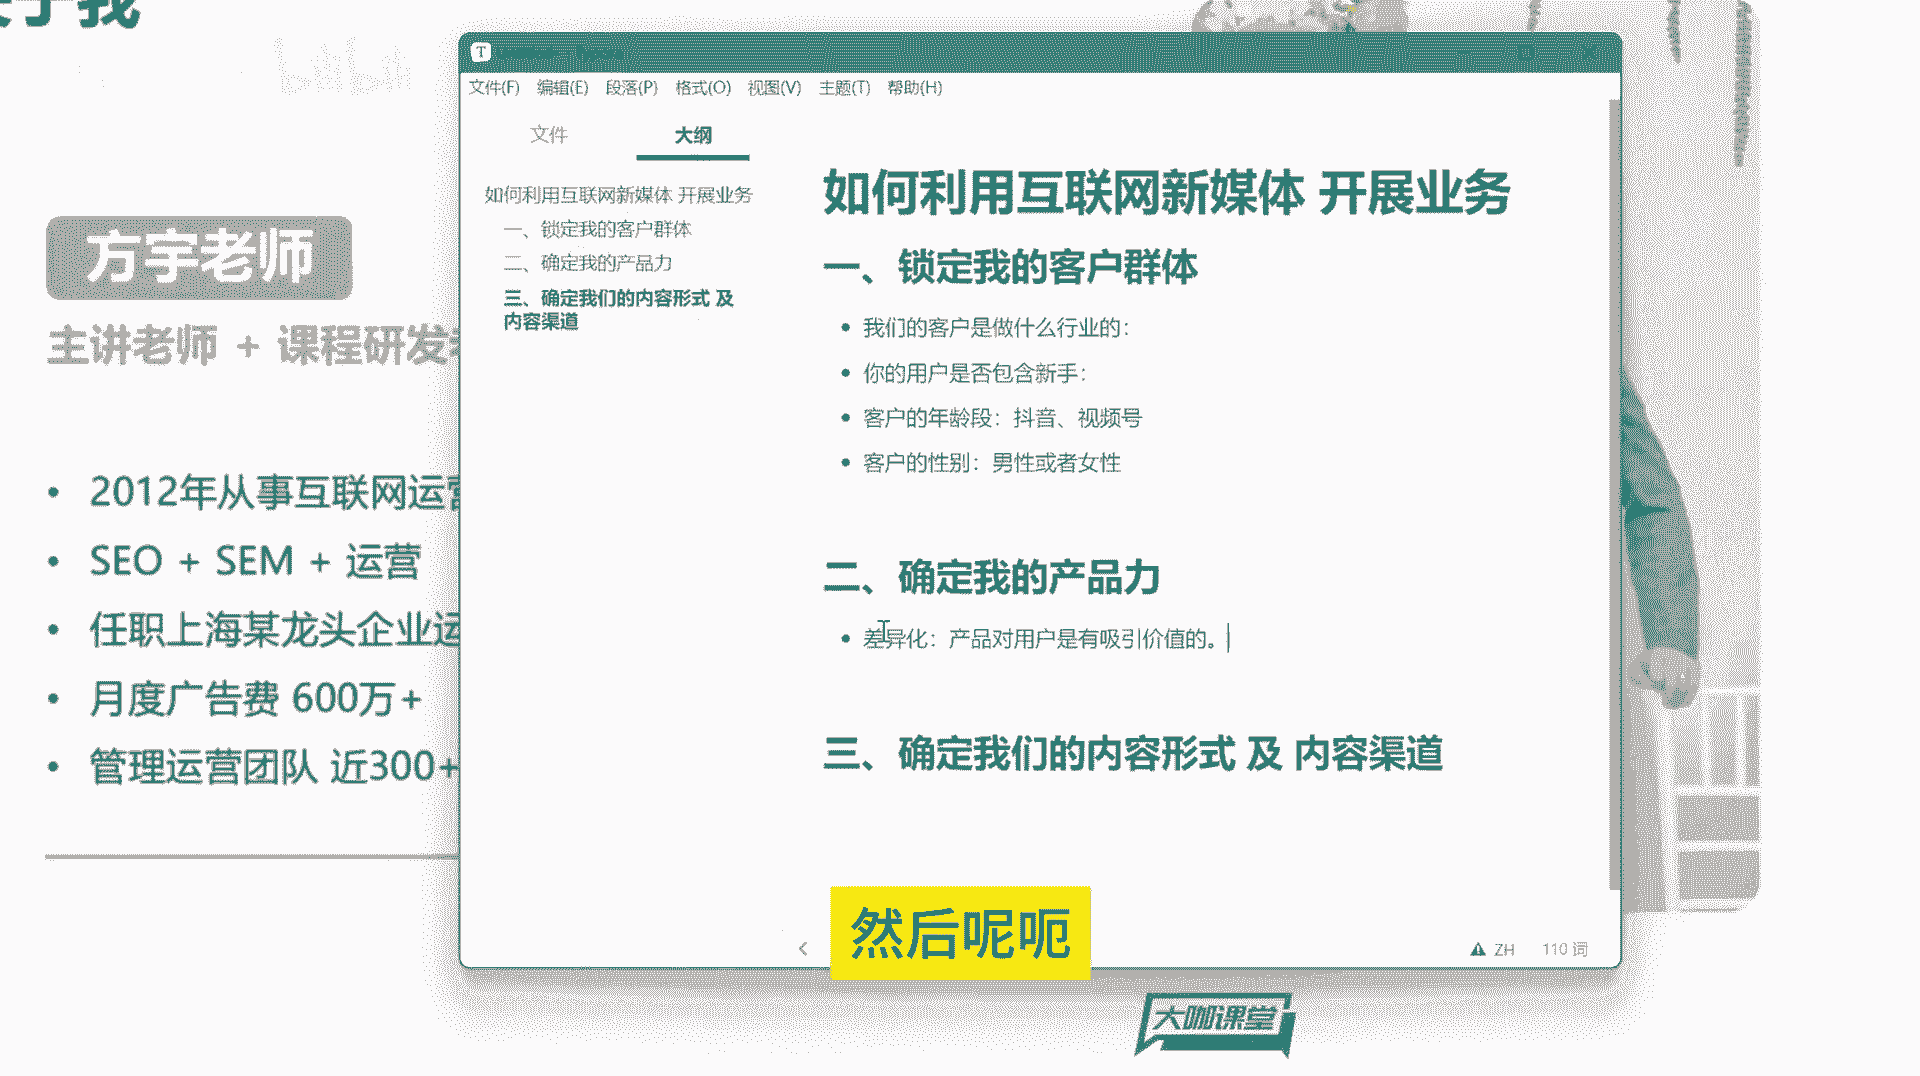 于我
bilibili
方宇老师
主讲老师 + 课程研发
• 2012年从事互联网运营
• SEO + SEM + 运营
• 任职上海某龙头企业运
• 月度广告费 600万+
• 管理运营团队 近300+
T
文件(F) 编辑(E) 段落(P) 格式(O) 视图(V) 主题(T) 帮助(H)
文件 大纲
如何利用互联网新媒体 开展业务
一、锁定我的客户群体
二、确定我的产品力
三、确定我们的内容形式 及
内容渠道
如何利用互联网新媒体 开展业务
一、锁定我的客户群体
• 我们的客户是做什么行业的：
• 你的用户是否包含新手：
• 客户的年龄段：抖音、视频号
• 客户的性别：男性或者女性
二、确定我的产品力
• 差异化：产品对用户是有吸引价值的。
三、确定我们的内容形式 及 内容渠道
然后呢呃
ZH 110 词
大咖课堂